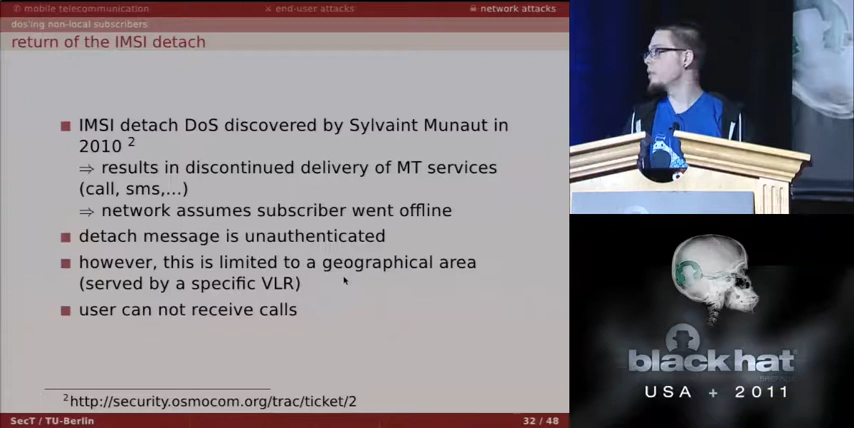 mobile telecommunication end-user attacks network attacks
dos'ing non-local subscribers
return of the IMSI detach
IMSI detach DoS discovered by Sylvaint Munaut in
2010 2
⇒ results in discontinued delivery of MT services
(call, sms,...)
⇒ network assumes subscriber went offline
detach message is unauthenticated
however, this is limited to a geographical area
(served by a specific VLR)
user can not receive calls
2http://security.osmocom.org/trac/ticket/2
SecT / TU-Berlin 32 / 48
black hat
USA + 2011